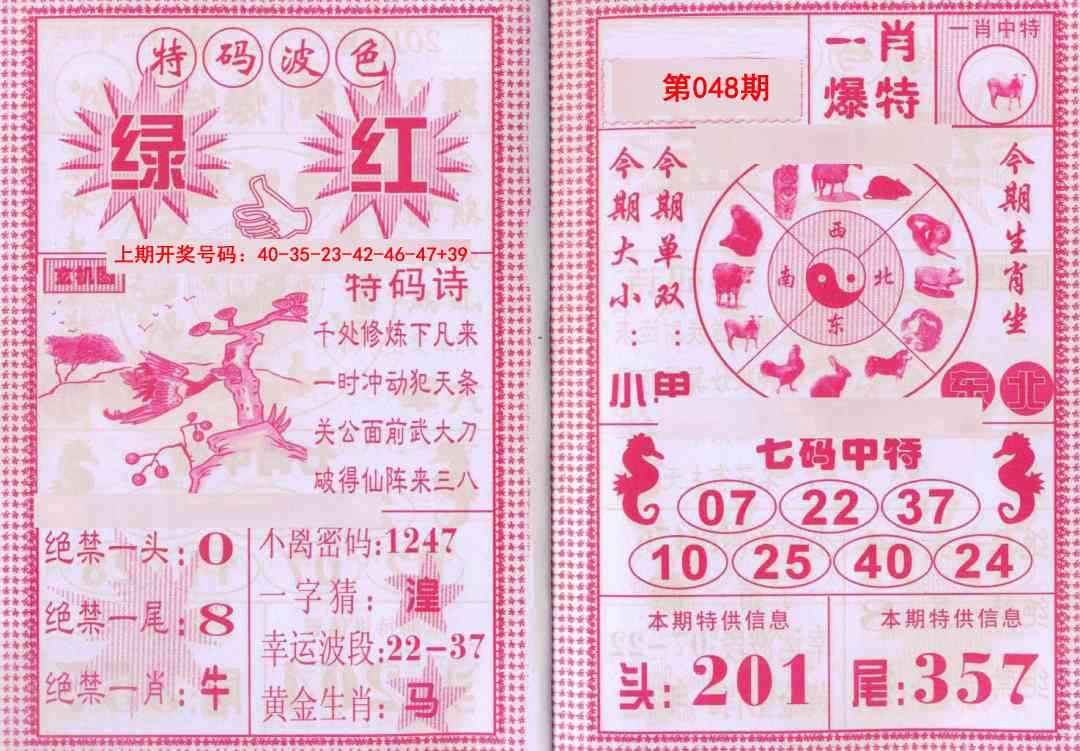 特码波色
绿 红
上期开奖号码：40-35-23-42-46-47+39
玄机图
特码诗
千处修炼下凡来
一时冲动犯天条
关公面前武大刀
破得仙阵来三八
绝禁一头:0
绝禁一尾:8
绝禁一肖:牛
不离密码:1247
一字猜：湟
幸运波段:22-37
黄金生肖:马
第048期
一肖
爆特
一肖中特
今期大小：小
今期单双：
西
南 北
东
今期生肖坐
东北
七码中特
07 22 37
10 25 40 24
本期特供信息
头:201
本期特供信息
尾:357